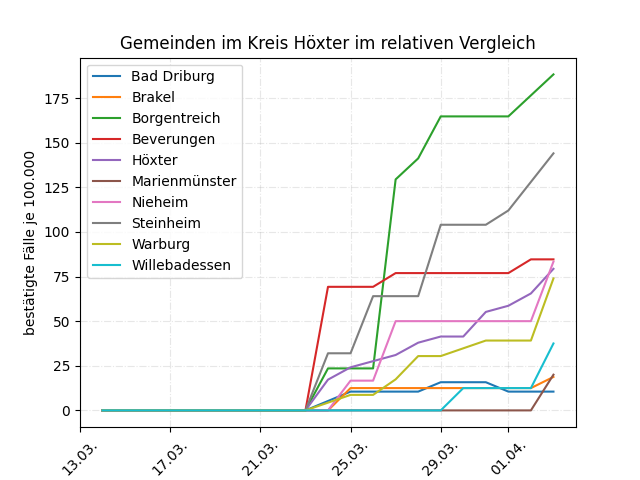 Gemeinden im Kreis Höxter im relativen Vergleich
bestätigte Fälle je 100.000
175
150
125
100
75
50
25
0
Bad Driburg
Brakel
Borgentreich
Beverungen
Höxter
Marienmünster
Nieheim
Steinheim
Warburg
Willebadessen
13.03.
17.03.
21.03.
25.03.
29.03.
01.04.